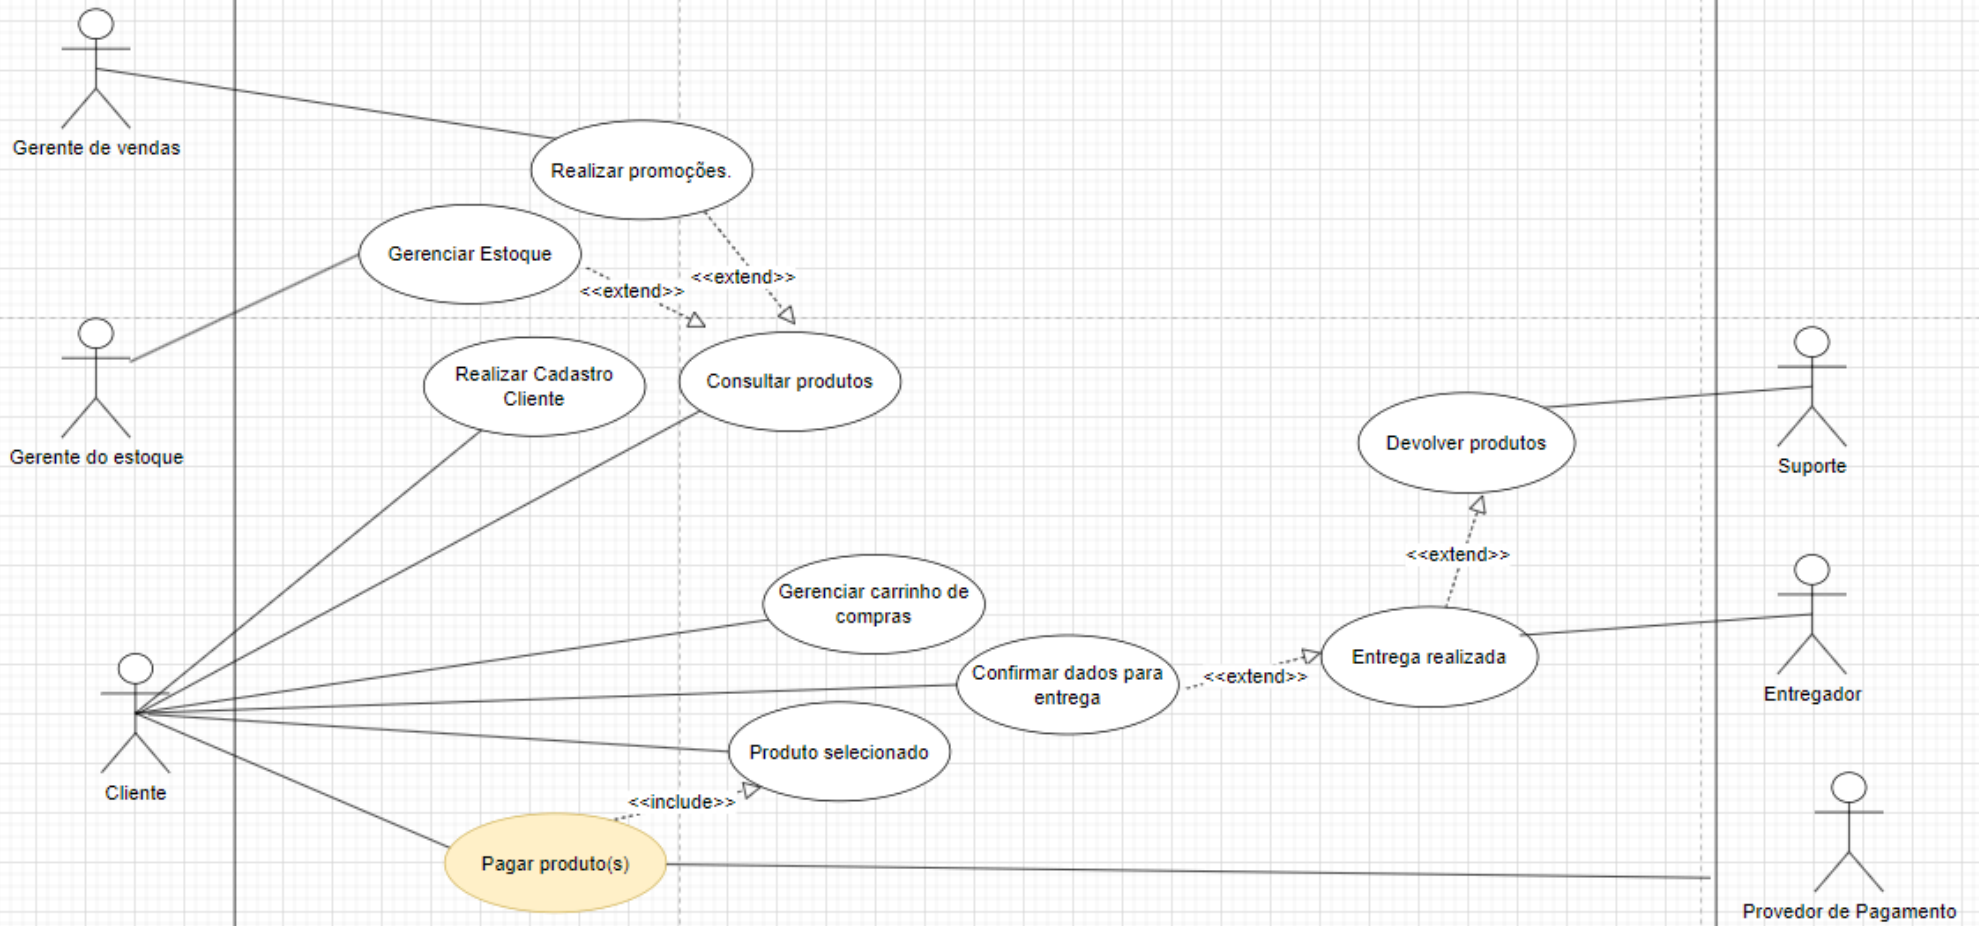 Gerente de vendas
Realizar promoções.
Gerenciar Estoque
<<extend>>
<<extend>>
Realizar Cadastro
Cliente
Consultar produtos
Gerente do estoque
Devolver produtos
Suporte
<<extend>>
Gerenciar carrinho de
compras
Confirmar dados para
entrega
<<extend>>
Entrega realizada
Entregador
Produto selecionado
Cliente
<<include>>
Pagar produto(s)
Provedor de Pagamento